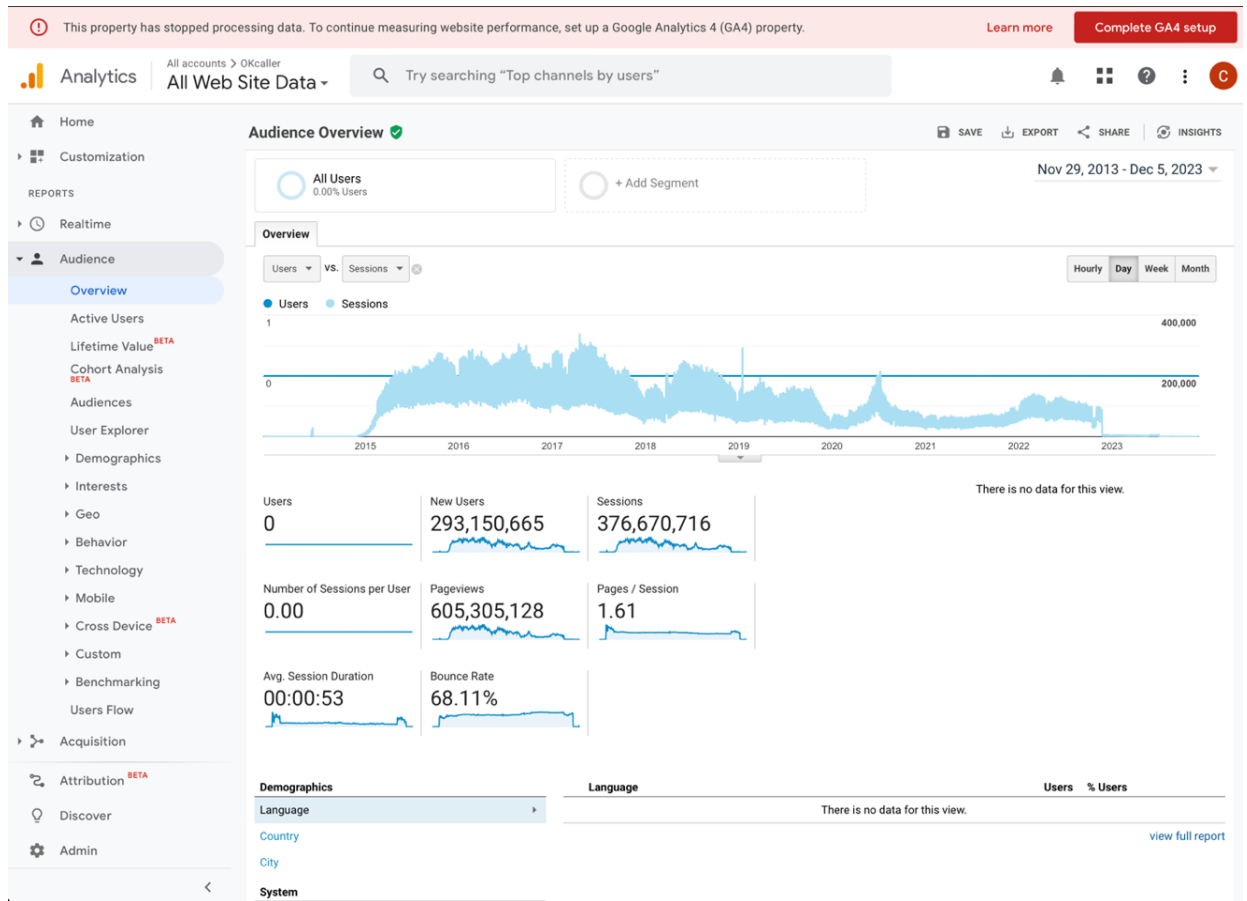 This property has stopped processing data. To continue measuring website performance, set up a Google Analytics 4 (GA4) property.
Learn more
Complete GA4 setup
Analytics
All accounts > OKcaller
All Web Site Data
Try searching "Top channels by users"
C
Home
Customization
REPORTS
Realtime
Audience
Overview
Active Users
Lifetime Value BETA
Cohort Analysis
BETA
Audiences
User Explorer
Demographics
Interests
Geo
Behavior
Technology
Mobile
Cross Device BETA
Custom
Benchmarking
Users Flow
Acquisition
Attribution BETA
Discover
Admin
Audience Overview
SAVE
EXPORT
SHARE
INSIGHTS
All Users
0.00% Users
+ Add Segment
Nov 29, 2013 - Dec 5, 2023
Overview
Users
VS.
Sessions
Hourly
Day
Week
Month
Users
Sessions
1
400,000
0
200,000
2015
2016
2017
2018
2019
2020
2021
2022
2023
There is no data for this view.
Users
0
New Users
293,150,665
Sessions
376,670,716
Number of Sessions per User
0.00
Pageviews
605,305,128
Pages / Session
1.61
Avg. Session Duration
00:00:53
Bounce Rate
68.11%
Demographics
Language
Country
City
System
Language
Users
% Users
There is no data for this view.
view full report